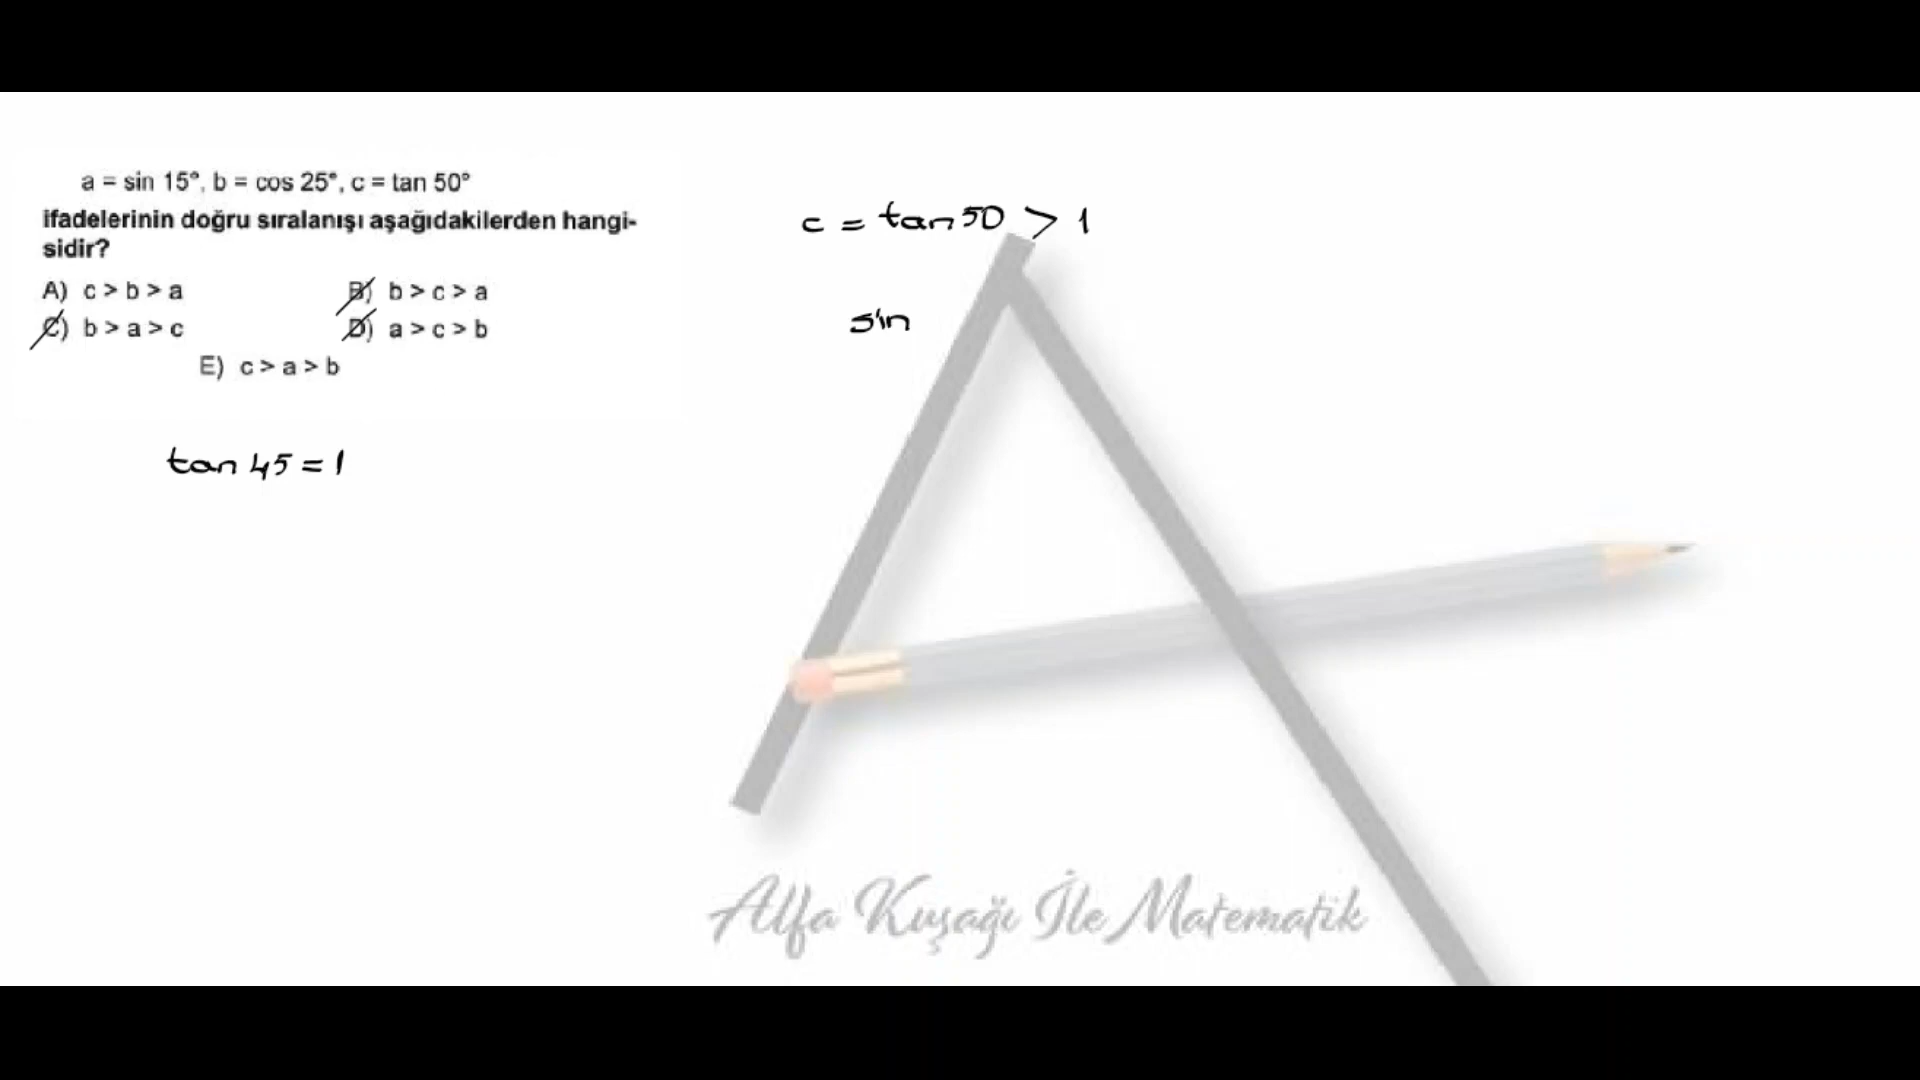 a = sin 15°, b = cos 25°, c = tan 50°
ifadelerinin doğru sıralanışı aşağıdakilerden hangi-
sidir?
A) c > b > a
B) b > c > a
C) b > a > c
D) a > c > b
E) c > a > b
tan 45 = 1
c = tan 50 > 1
sin
Alfa Kuşağı İle Matematik